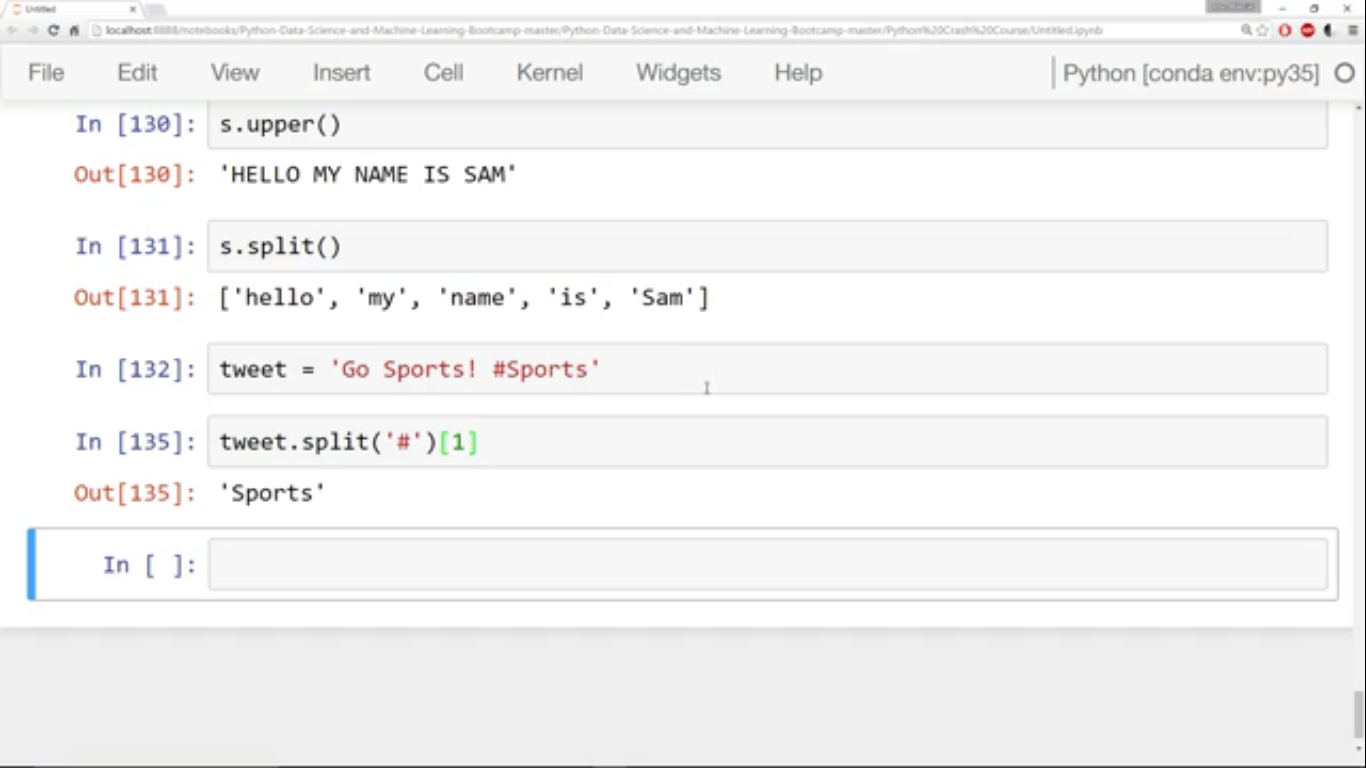 Untitled
localhost:8888/notebooks/Python-Data-Science-and-Machine-Learning-Bootcamp-master/Python-Data-Science-and-Machine-Learning-Bootcamp-master/Python%20Crash%20Course/Untitled.ipynb
File Edit View Insert Cell Kernel Widgets Help Python [conda env:py35]
In [130]: s.upper()
Out[130]: 'HELLO MY NAME IS SAM'
In [131]: s.split()
Out[131]: ['hello', 'my', 'name', 'is', 'Sam']
In [132]: tweet = 'Go Sports! #Sports'
In [135]: tweet.split('#')[1]
Out[135]: 'Sports'
In [ ]: